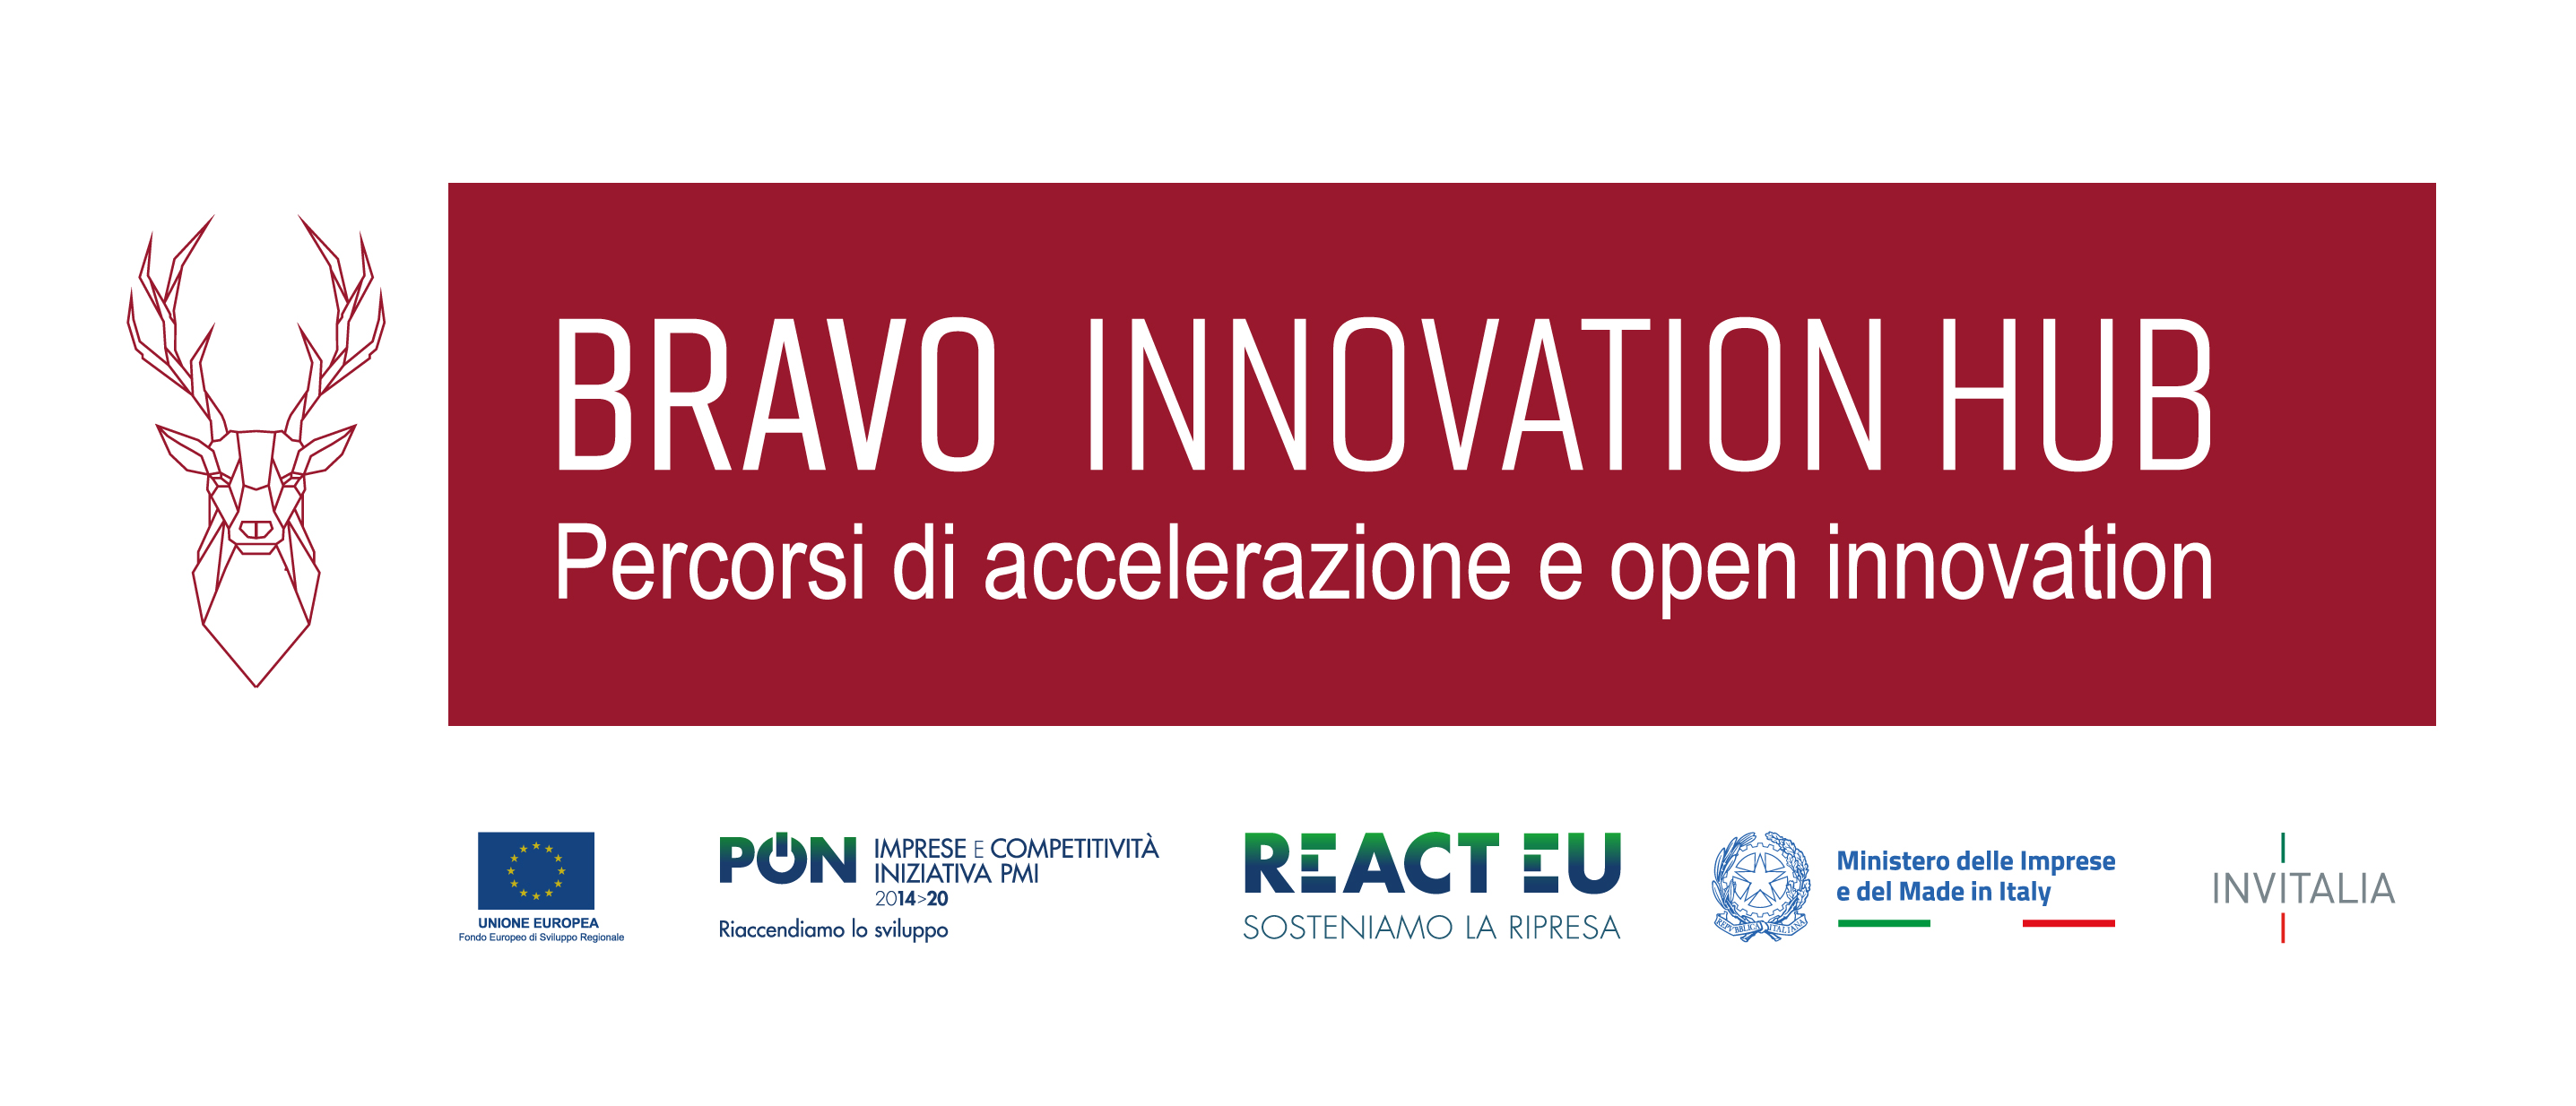 BRAVO INNOVATION HUB
Percorsi di accelerazione e open innovation
UNIONE EUROPEA
Fondo Europeo di Sviluppo Regionale
PON IMPRESE E COMPETITIVITÀ
INIZIATIVA PMI
2014>20
Riaccendiamo lo sviluppo
REACT EU
SOSTENIAMO LA RIPRESA
REPVBBLICA ITALIANA
Ministero delle Imprese
e del Made in Italy
INVITALIA